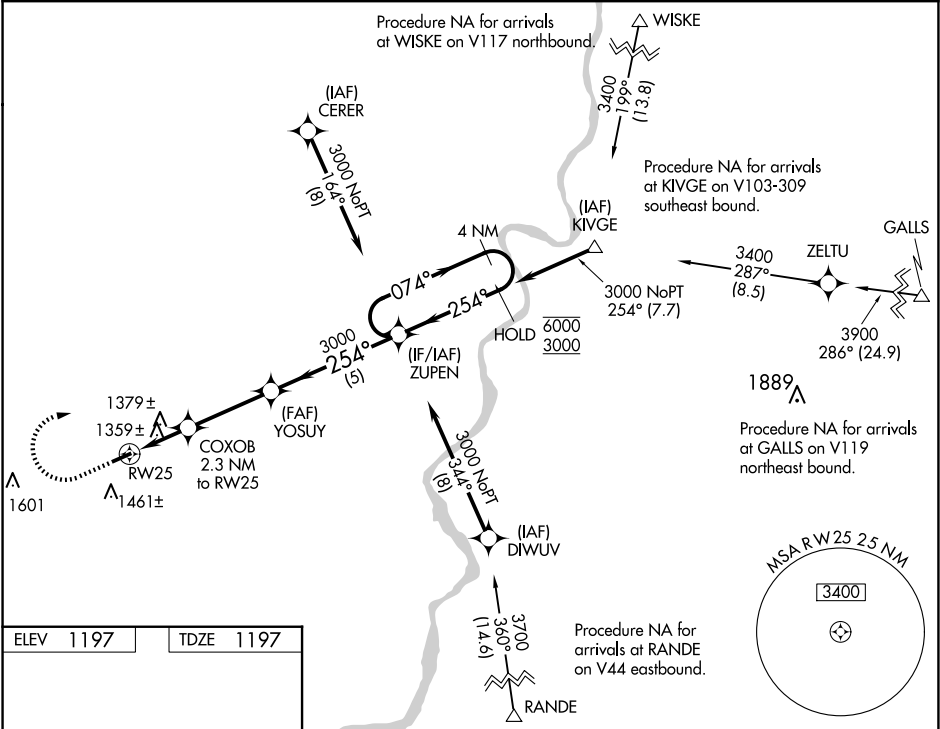 Procedure NA for arrivals
at WISKE on V117 northbound.
WISKE
3400
199°
(13.8)
(IAF)
CERER
3000 NoPT
164°
(8)
Procedure NA for arrivals
at KIVGE on V103-309
southeast bound.
(IAF)
KIVGE
4 NM
GALLS
ZELTU
3400
287°
(8.5)
074°
254°
3000 NoPT
254° (7.7)
3900
286° (24.9)
HOLD
6000
3000
3000
254°
(5)
(IF/IAF)
ZUPEN
1889
1379±
1359±
(FAF)
YOSUY
COXOB
2.3 NM
to RW25
RW25
1601
1461±
Procedure NA for arrivals
at GALLS on V119
northeast bound.
3000 NoPT
344°
(8)
(IAF)
DIWUV
MSA RW25 25 NM
3400
3700
360°
(14.6)
Procedure NA for
arrivals at RANDE
on V44 eastbound.
RANDE
ELEV 1197
TDZE 1197